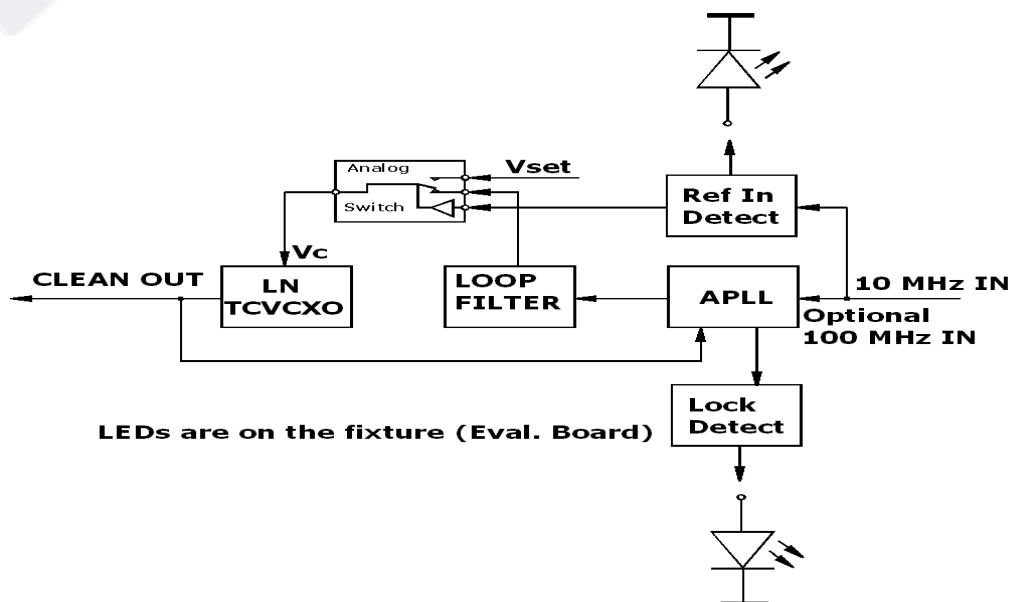 Analog
Switch
Vset
Ref In
Detect
Vc
CLEAN OUT
LN
TCVCXO
LOOP
FILTER
APLL
10 MHz IN
Optional
100 MHz IN
Lock
Detect
LEDs are on the fixture (Eval. Board)